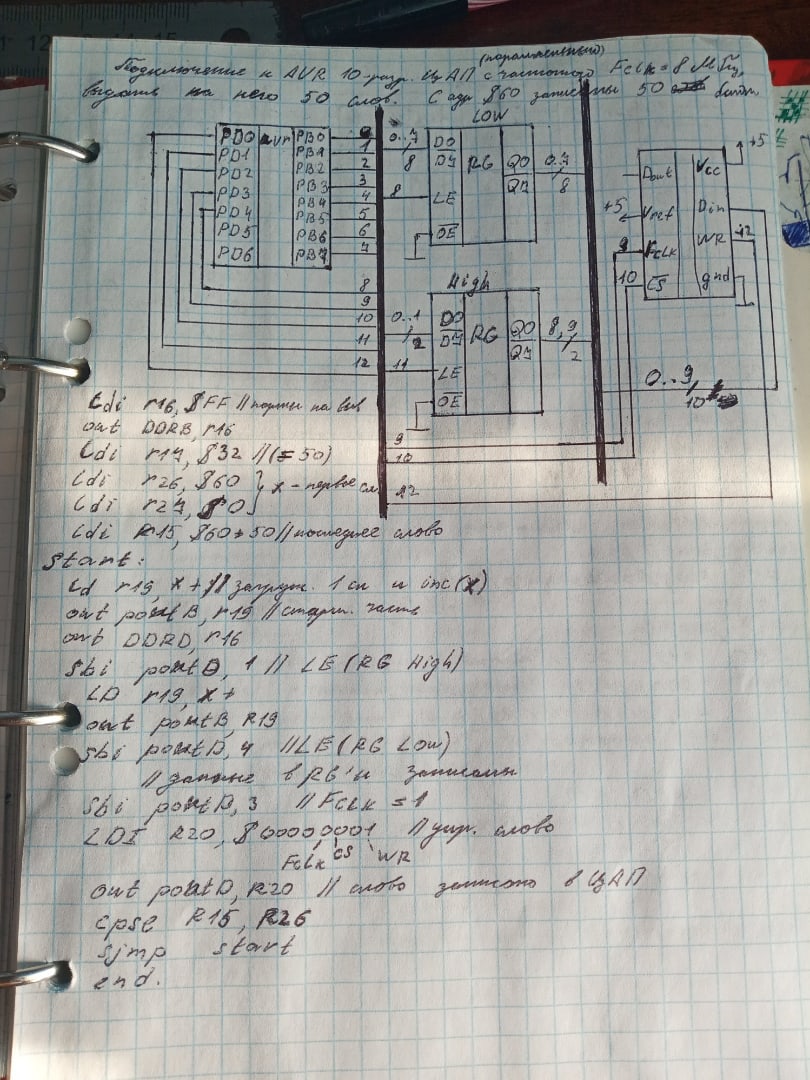 Подключение к AVR 10-разр. ЦАП (параллельный) с частотой Fclk = 8 МГц,
выдать на него 50 слов. С адр $60 записаны 50 байт
LOW
PD0 avr PB0 0
PD1 PB1 1
PD2 PB2 2
PD3 PB3 3
PD4 PB4 4
PD5 PB5 5
PD6 PB6 6
PB7 7
8
9
10
11
12
0..7
8
8
D0
D7
RG
Q0
Q7
LE
OE
0..7
8
High
0..1
2
11
D0
D7
RG
Q0
Q7
LE
OE
8,9
2
9
10
12
+5
Dout Vcc
+5 Vref Din
9 Fclk WR 12
10 CS gnd
0..9
10
Ldi r16, $FF // порты на выв
out DDRB, r16
Ldi r17, $32 // (= 50)
Ldi r26, $60 } x - первое сл
Ldi r27, $0
Ldi R15, $60+50 // последнее слово
Start:
Ld r19, x+ // загруж. 1 сл и inc(x)
out portB, r19 // старш. часть
out DDRD, r16
Sbi portD, 1 // LE (RG High)
LD r19, x+
out portB, R19
Sbi portD, 4 // LE (RG Low)
// данные в RG'и записаны
Sbi portB, 3 // Fclk = 1
LDI R20, $00000001 // упр. слово
Fclk CS WR
out portD, R20 // слово записано в ЦАП
cpse R15, R26
sjmp start
end.